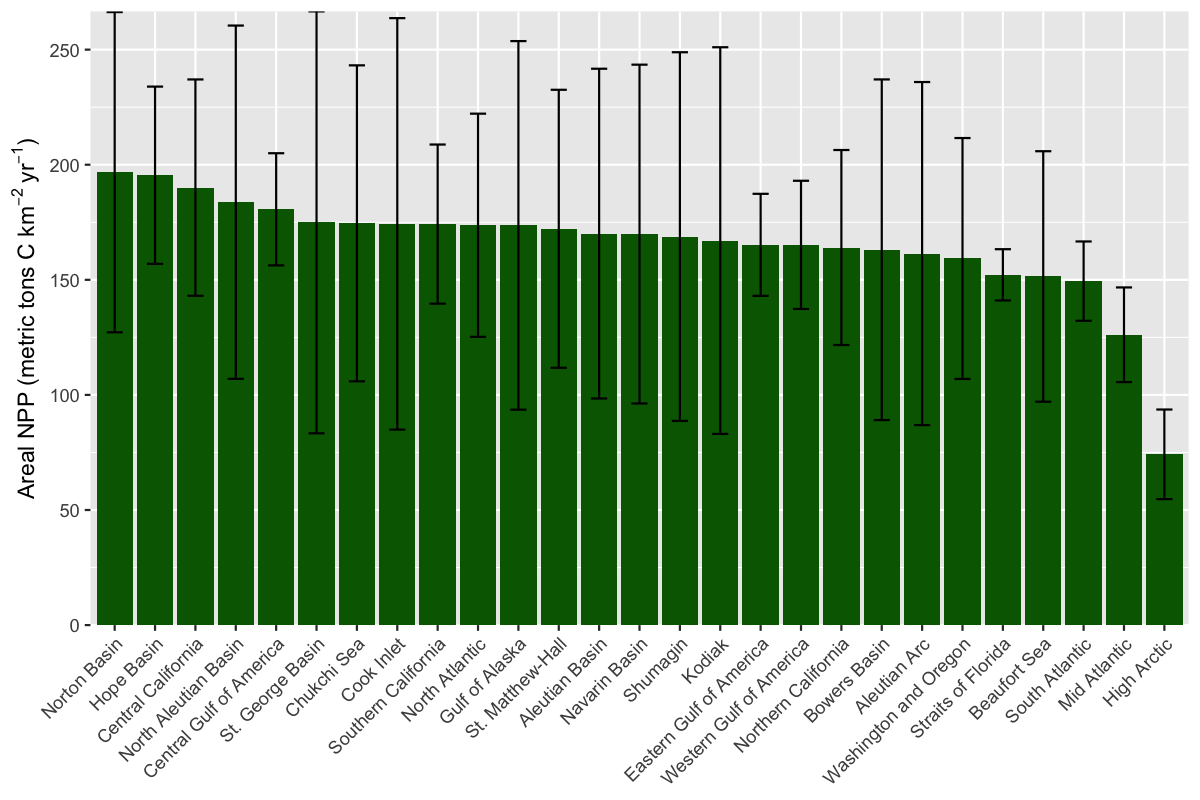 Areal NPP (metric tons C km⁻² yr⁻¹)
250
200
150
100
50
0
Norton Basin
Hope Basin
Central California
North Aleutian Basin
Central Gulf of America
St. George Basin
Chukchi Sea
Cook Inlet
Southern California
North Atlantic
Gulf of Alaska
St. Matthew-Hall
Aleutian Basin
Navarin Basin
Shumagin
Kodiak
Eastern Gulf of America
Western Gulf of America
Northern California
Bowers Basin
Aleutian Arc
Washington and Oregon
Straits of Florida
Beaufort Sea
South Atlantic
Mid Atlantic
High Arctic